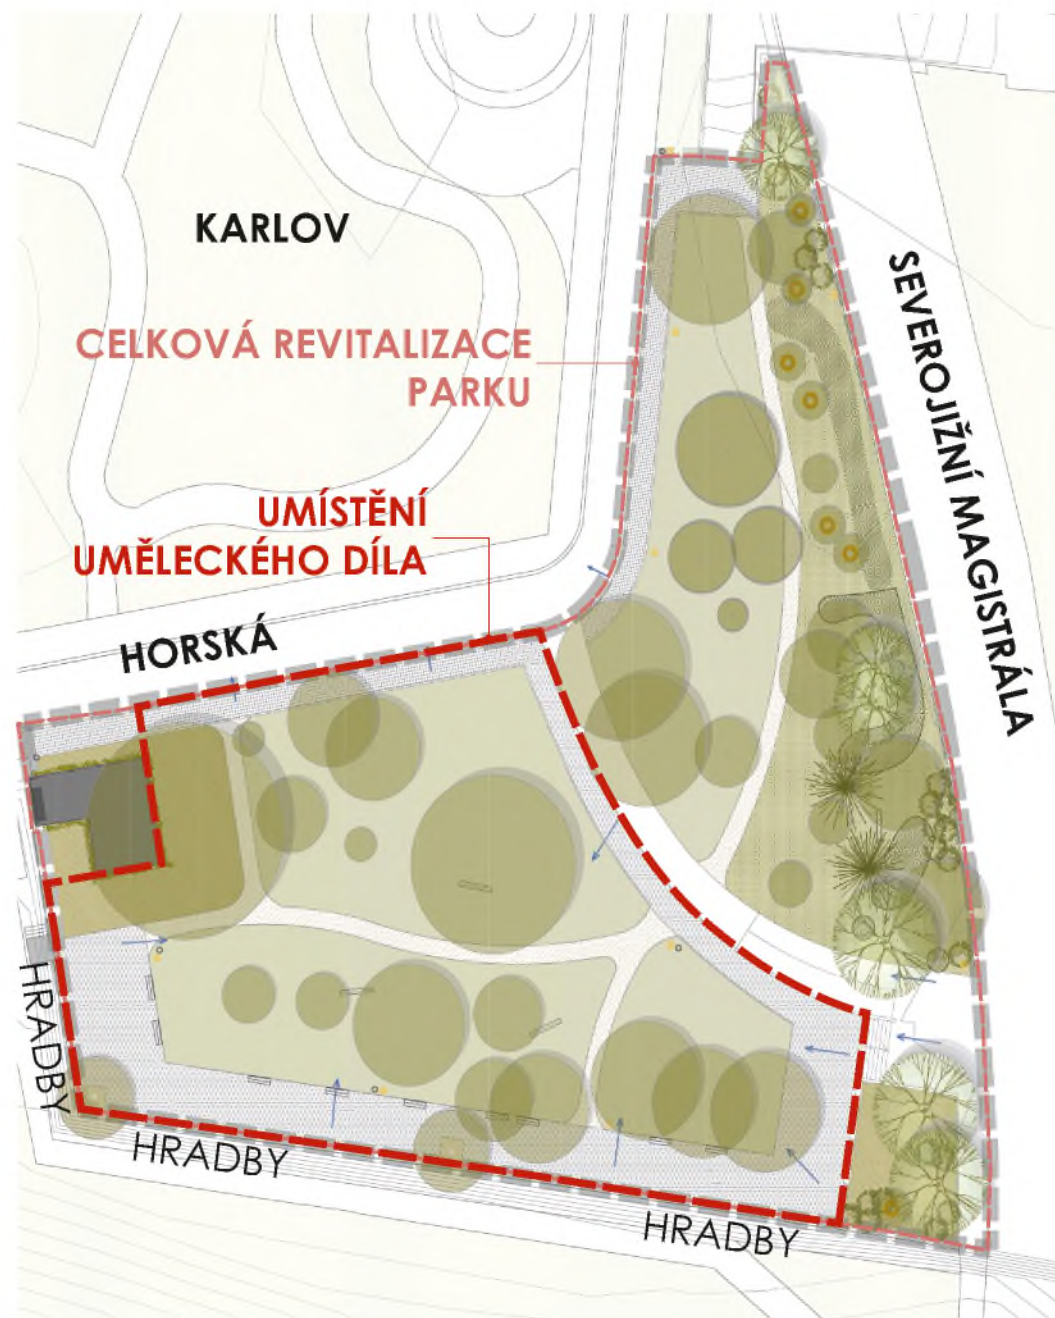 KARLOV
SEVEROJIŽNÍ MAGISTRÁLA
CELKOVÁ REVITALIZACE
PARKU
UMÍSTĚNÍ
UMĚLECKÉHO DÍLA
HORSKÁ
HRADBY
HRADBY
HRADBY